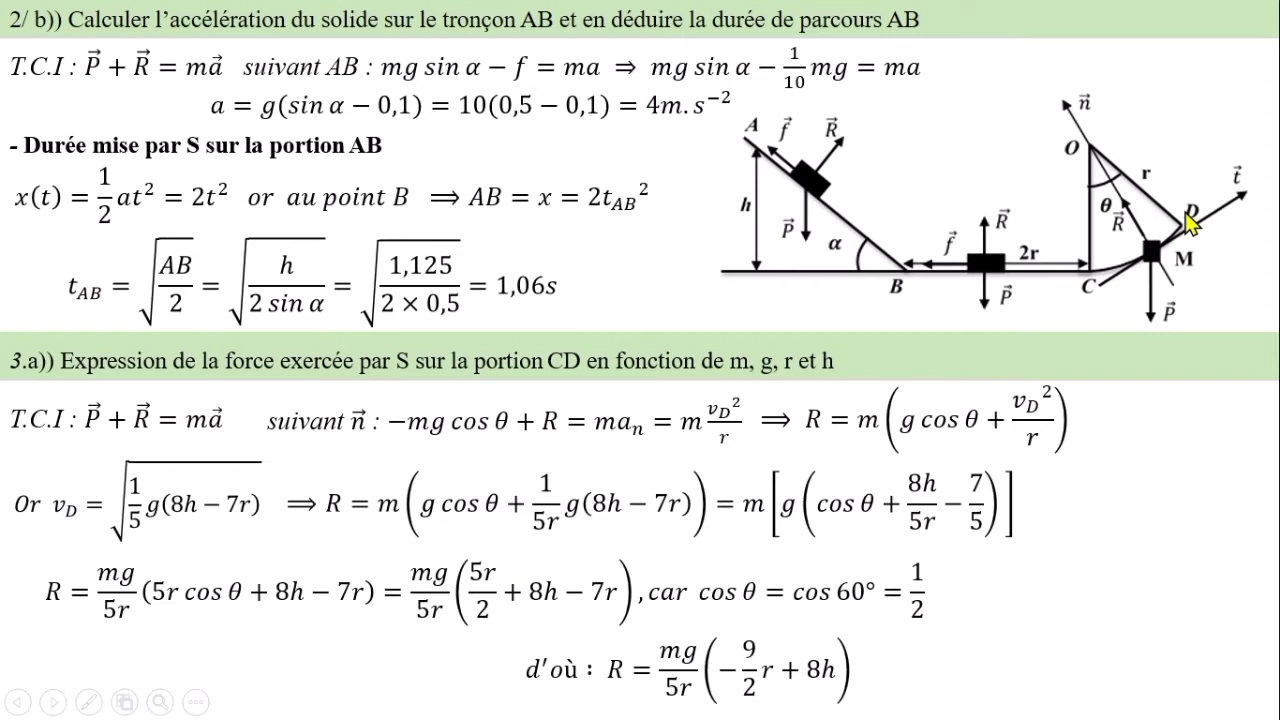 2/ b)) Calculer l'accélération du solide sur le tronçon AB et en déduire la durée de parcours AB
T.C.I : P⃗ + R⃗ = ma⃗ suivant AB : mg sin α − f = ma ⇒ mg sin α − 1/10 mg = ma
a = g(sin α − 0,1) = 10(0,5 − 0,1) = 4m.s⁻²
- Durée mise par S sur la portion AB
x(t) = 1/2 at² = 2t² or au point B ⟹ AB = x = 2t_AB²
t_AB = √(AB/2) = √(h/(2 sin α)) = √(1,125/(2 × 0,5)) = 1,06s
A f⃗ R⃗ h P⃗ α B
f⃗ R⃗ 2r P⃗ C
n⃗ O r θ R⃗ D M t⃗ P⃗
3.a)) Expression de la force exercée par S sur la portion CD en fonction de m, g, r et h
T.C.I : P⃗ + R⃗ = ma⃗ suivant n⃗ : −mg cos θ + R = ma_n = m v_D²/r ⟹ R = m(g cos θ + v_D²/r)
Or v_D = √(1/5 g(8h − 7r)) ⟹ R = m(g cos θ + 1/5r g(8h − 7r)) = m[g(cos θ + 8h/5r − 7/5)]
R = mg/5r (5r cos θ + 8h − 7r) = mg/5r (5r/2 + 8h − 7r), car cos θ = cos 60° = 1/2
d'où : R = mg/5r (−9/2 r + 8h)